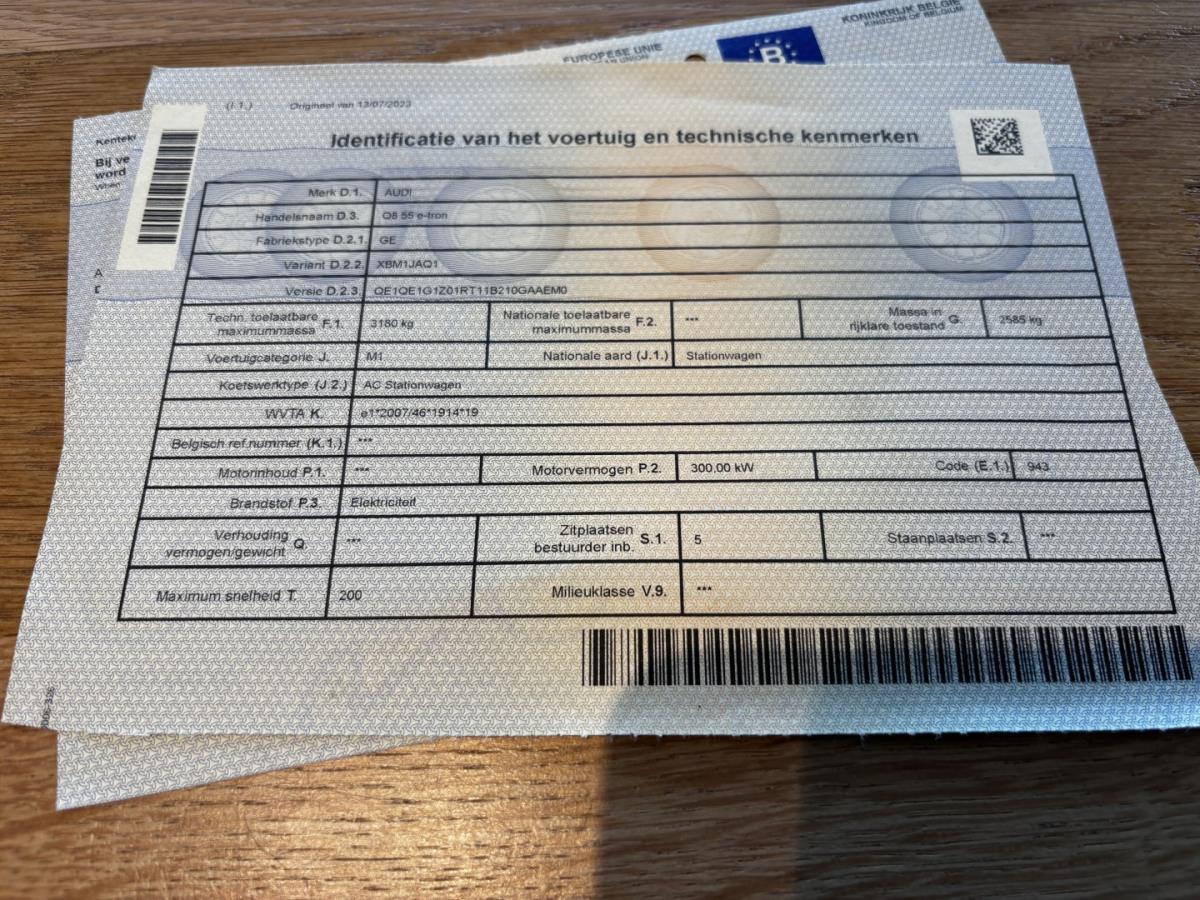 KONINKRIJK BELGIË
KINGDOM OF BELGIUM
EUROPESE UNIE
UNION
B
(I.1.) Origineel van 13/07/2023
Identificatie van het voertuig en technische kenmerken
Bij ve
word
When
Merk D.1. AUDI
Handelsnaam D.3. Q8 55 e-tron
Fabriekstype D.2.1. GE
Variant D.2.2. XBM1JAQ1
Versie D.2.3. QE1QE1G1Z01RT11B210GAAEM0
Techn. toelaatbare maximummassa F.1. 3180 kg Nationale toelaatbare maximummassa F.2. *** Massa in rijklare toestand G. 2585 kg
Voertuigcategorie J. M1 Nationale aard (J.1.) Stationwagen
Koetswerktype (J.2.) AC Stationwagen
WVTA K. e1*2007/46*1914*19
Belgisch ref.nummer (K.1.) ***
Motorinhoud P.1. *** Motorvermogen P.2. 300,00 kW Code (E.1.) 943
Brandstof P.3. Elektriciteit
Verhouding vermogen/gewicht Q. *** Zitplaatsen bestuurder inb. S.1. 5 Staanplaatsen S.2. ***
Maximum snelheid T. 200 Milieuklasse V.9. ***